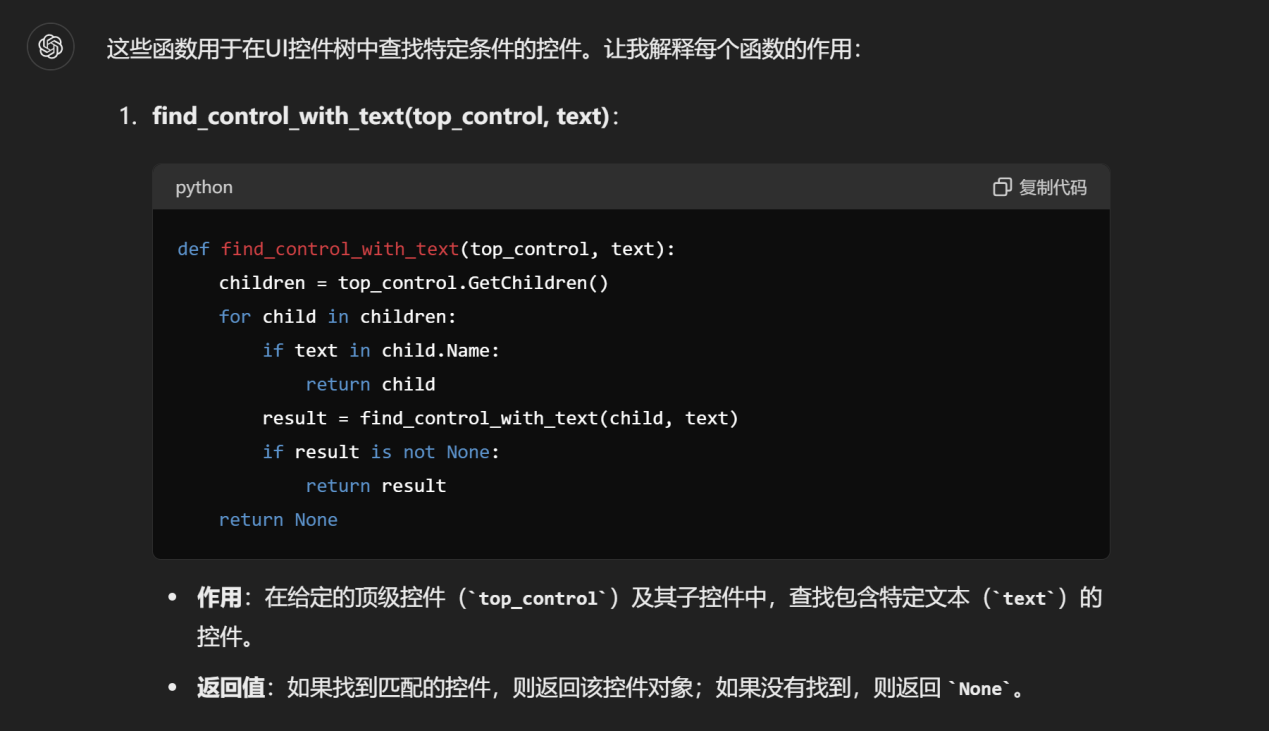 这些函数用于在UI控件树中查找特定条件的控件。让我解释每个函数的作用：
1. find_control_with_text(top_control, text)：
python
复制代码
def find_control_with_text(top_control, text):
    children = top_control.GetChildren()
    for child in children:
        if text in child.Name:
            return child
        result = find_control_with_text(child, text)
        if result is not None:
            return result
    return None
• 作用：在给定的顶级控件（`top_control`）及其子控件中，查找包含特定文本（`text`）的
控件。
• 返回值：如果找到匹配的控件，则返回该控件对象；如果没有找到，则返回 `None`。